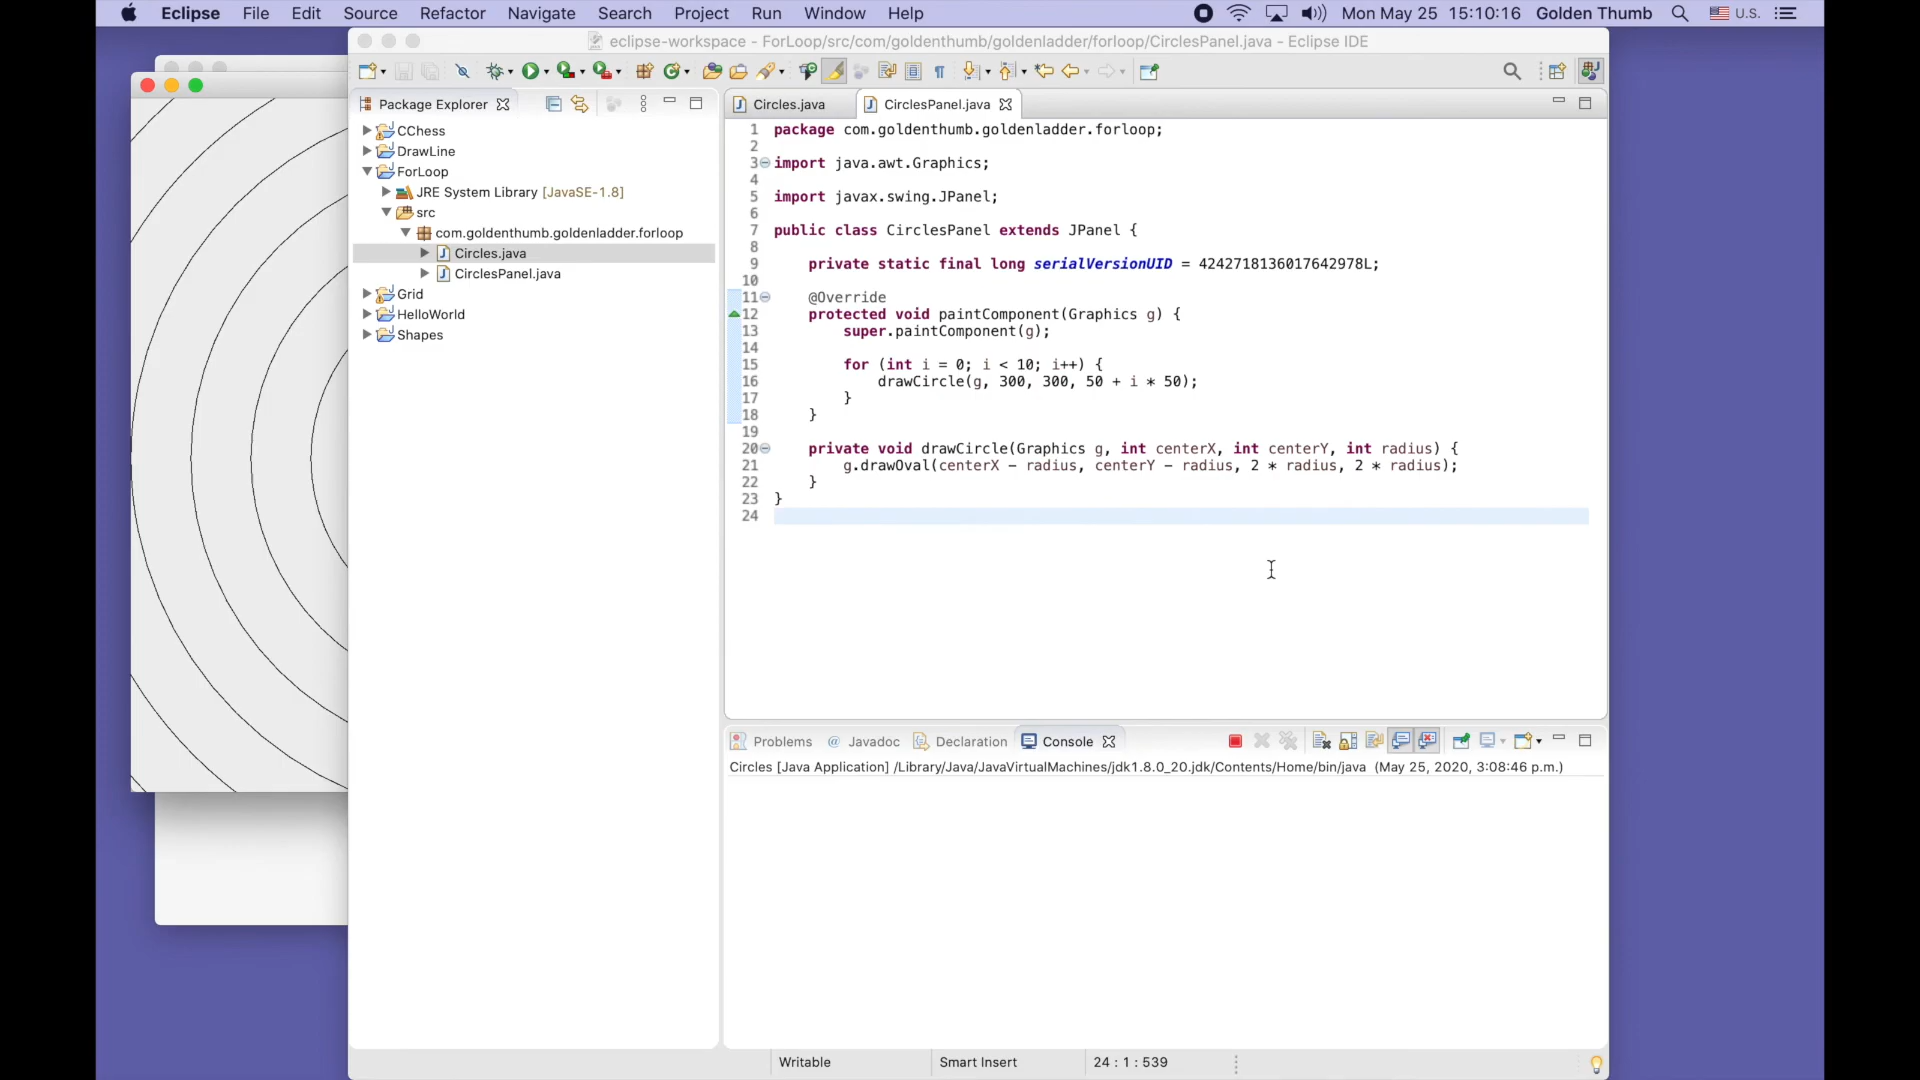 Eclipse File Edit Source Refactor Navigate Search Project Run Window Help Mon May 25 15:10:16 Golden Thumb U.S.
eclipse-workspace - ForLoop/src/com/goldenthumb/goldenladder/forloop/CirclesPanel.java - Eclipse IDE
Package Explorer
CChess
DrawLine
ForLoop
JRE System Library [JavaSE-1.8]
src
com.goldenthumb.goldenladder.forloop
Circles.java
CirclesPanel.java
Grid
HelloWorld
Shapes
Circles.java CirclesPanel.java
1 package com.goldenthumb.goldenladder.forloop;
2
3 import java.awt.Graphics;
4
5 import javax.swing.JPanel;
6
7 public class CirclesPanel extends JPanel {
8
9 private static final long serialVersionUID = 4242718136017642978L;
10
11 @Override
12 protected void paintComponent(Graphics g) {
13 super.paintComponent(g);
14
15 for (int i = 0; i < 10; i++) {
16 drawCircle(g, 300, 300, 50 + i * 50);
17 }
18 }
19
20 private void drawCircle(Graphics g, int centerX, int centerY, int radius) {
21 g.drawOval(centerX - radius, centerY - radius, 2 * radius, 2 * radius);
22 }
23 }
24
Problems @ Javadoc Declaration Console
Circles [Java Application] /Library/Java/JavaVirtualMachines/jdk1.8.0_20.jdk/Contents/Home/bin/java (May 25, 2020, 3:08:46 p.m.)
Writable Smart Insert 24 : 1 : 539